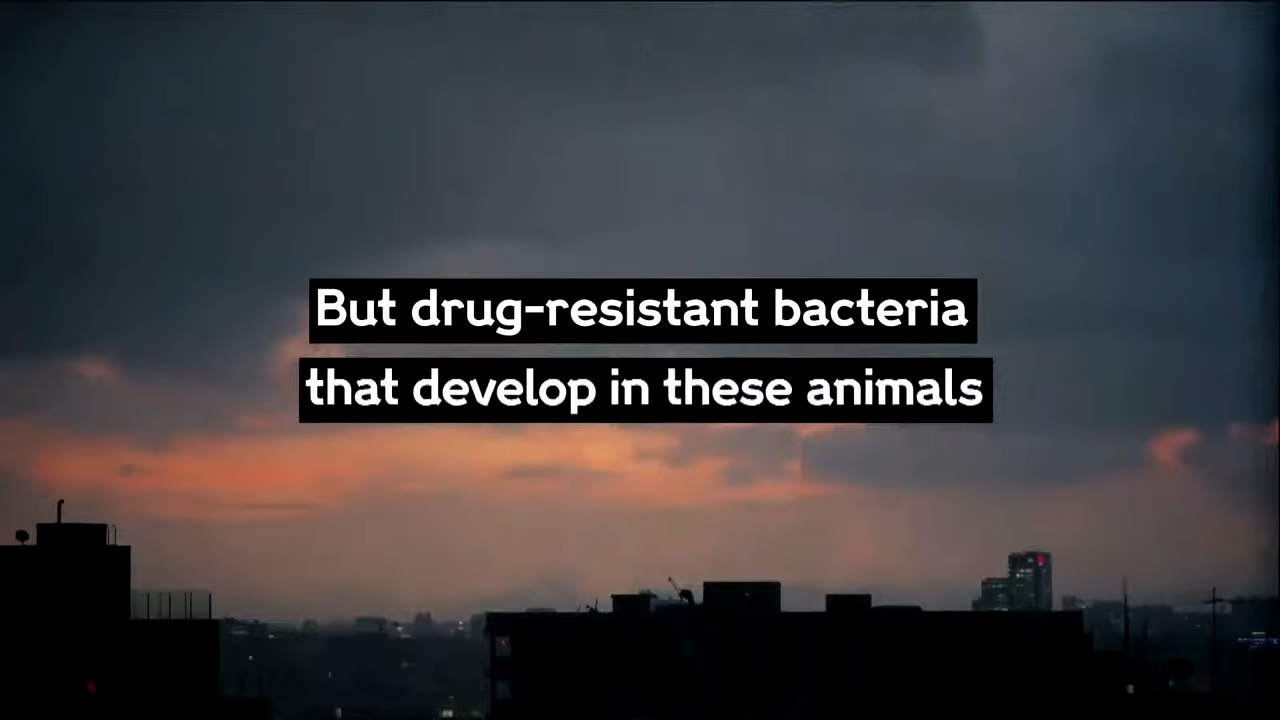 But drug-resistant bacteria
that develop in these animals